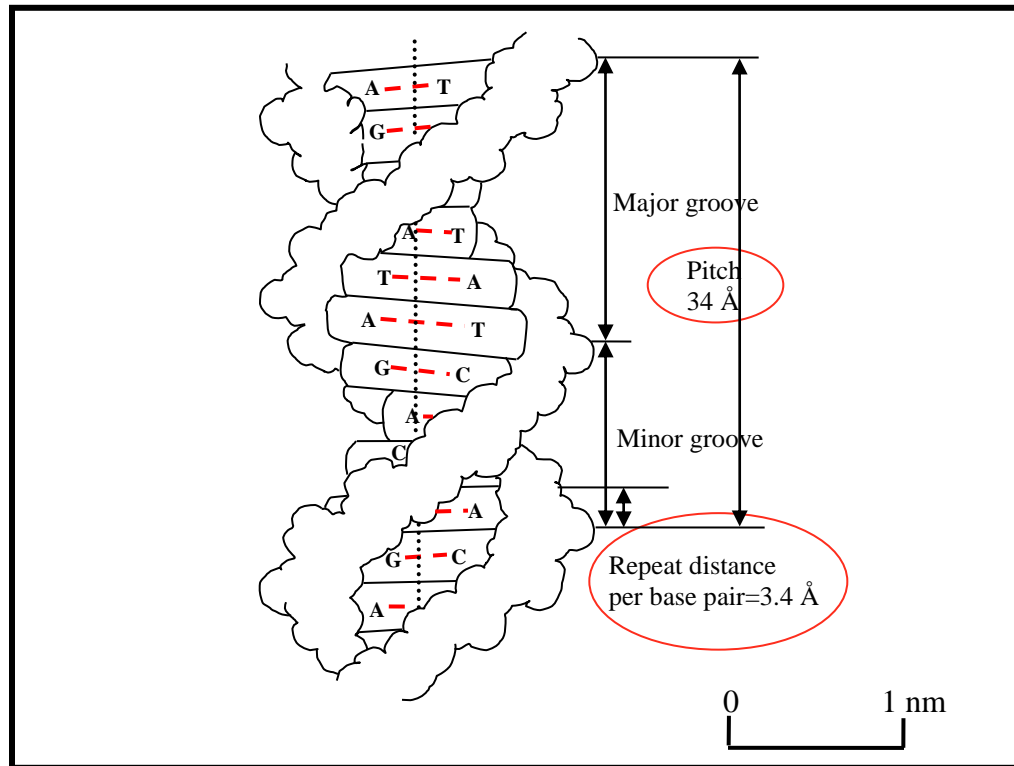 A T
G
Major groove
A T
T A
Pitch
34 Å
A T
G C
A
Minor groove
C
A
G C
Repeat distance
per base pair=3.4 Å
A
0 1 nm